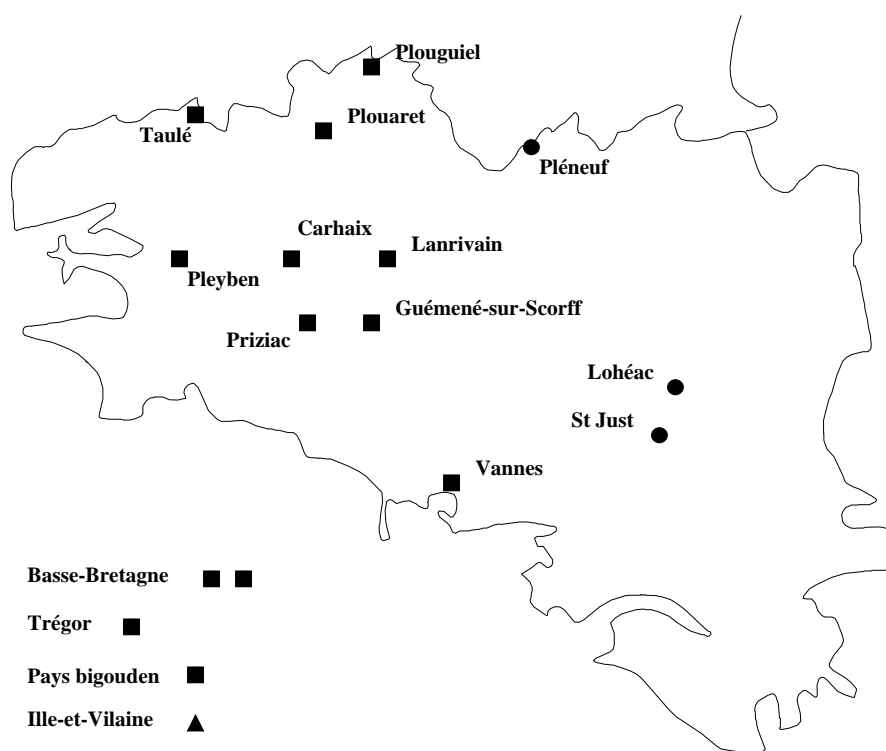 Plouguiel
Plouaret
Taulé
Pléneuf
Carhaix
Lanrivain
Pleyben
Guémené-sur-Scorff
Priziac
Lohéac
St Just
Vannes
Basse-Bretagne
Trégor
Pays bigouden
Ille-et-Vilaine